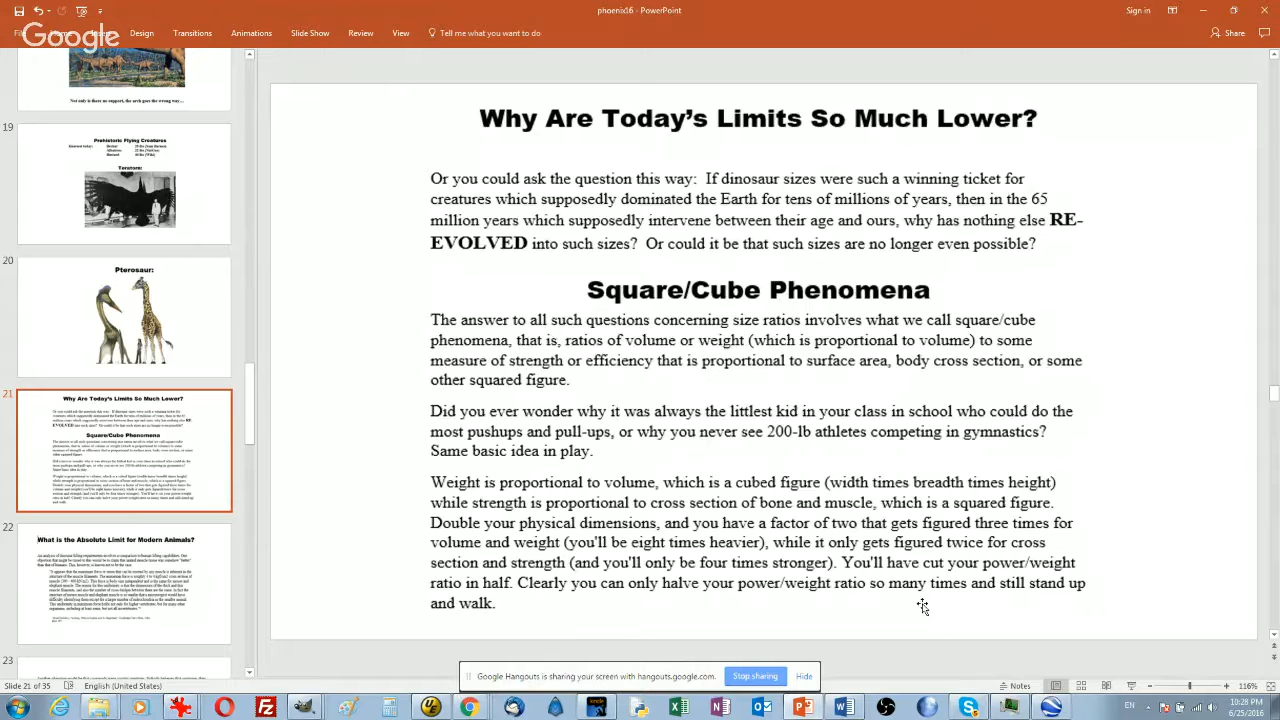 phoenix16 - PowerPoint
Sign in
Google
Design
Transitions
Animations
Slide Show
Review
View
Tell me what you want to do
Share
Not only is there no support, the arch goes the wrong way...
19
Prehistoric Flying Creatures
Teratorn:
20
Pterosaur:
21
Why Are Today's Limits So Much Lower?
Square/Cube Phenomena
22
What is the Absolute Limit for Modern Animals?
23
Why Are Today's Limits So Much Lower?
Or you could ask the question this way: If dinosaur sizes were such a winning ticket for
creatures which supposedly dominated the Earth for tens of millions of years, then in the 65
million years which supposedly intervene between their age and ours, why has nothing else RE-
EVOLVED into such sizes? Or could it be that such sizes are no longer even possible?
Square/Cube Phenomena
The answer to all such questions concerning size ratios involves what we call square/cube
phenomena, that is, ratios of volume or weight (which is proportional to volume) to some
measure of strength or efficiency that is proportional to surface area, body cross section, or some
other squared figure.
Did you ever wonder why it was always the littlest kid in your class in school who could do the
most pushups and pull-ups, or why you never see 200-lb athletes competing in gymnastics?
Same basic idea in play.
Weight is proportional to volume, which is a cubed figure (length times breadth times height)
while strength is proportional to cross section of bone and muscle, which is a squared figure.
Double your physical dimensions, and you have a factor of two that gets figured three times for
volume and weight (you'll be eight times heavier), while it only gets figured twice for cross
section and strength, and you'll only be four times stronger). You'll have cut your power/weight
ratio in half. Clearly you can only halve your power/weight ratio so many times and still stand up
and walk.
Google Hangouts is sharing your screen with hangouts.google.com.
Stop sharing
Hide
Slide 21 of 35
English (United States)
Notes
116%
EN
10:28 PM
6/25/2016